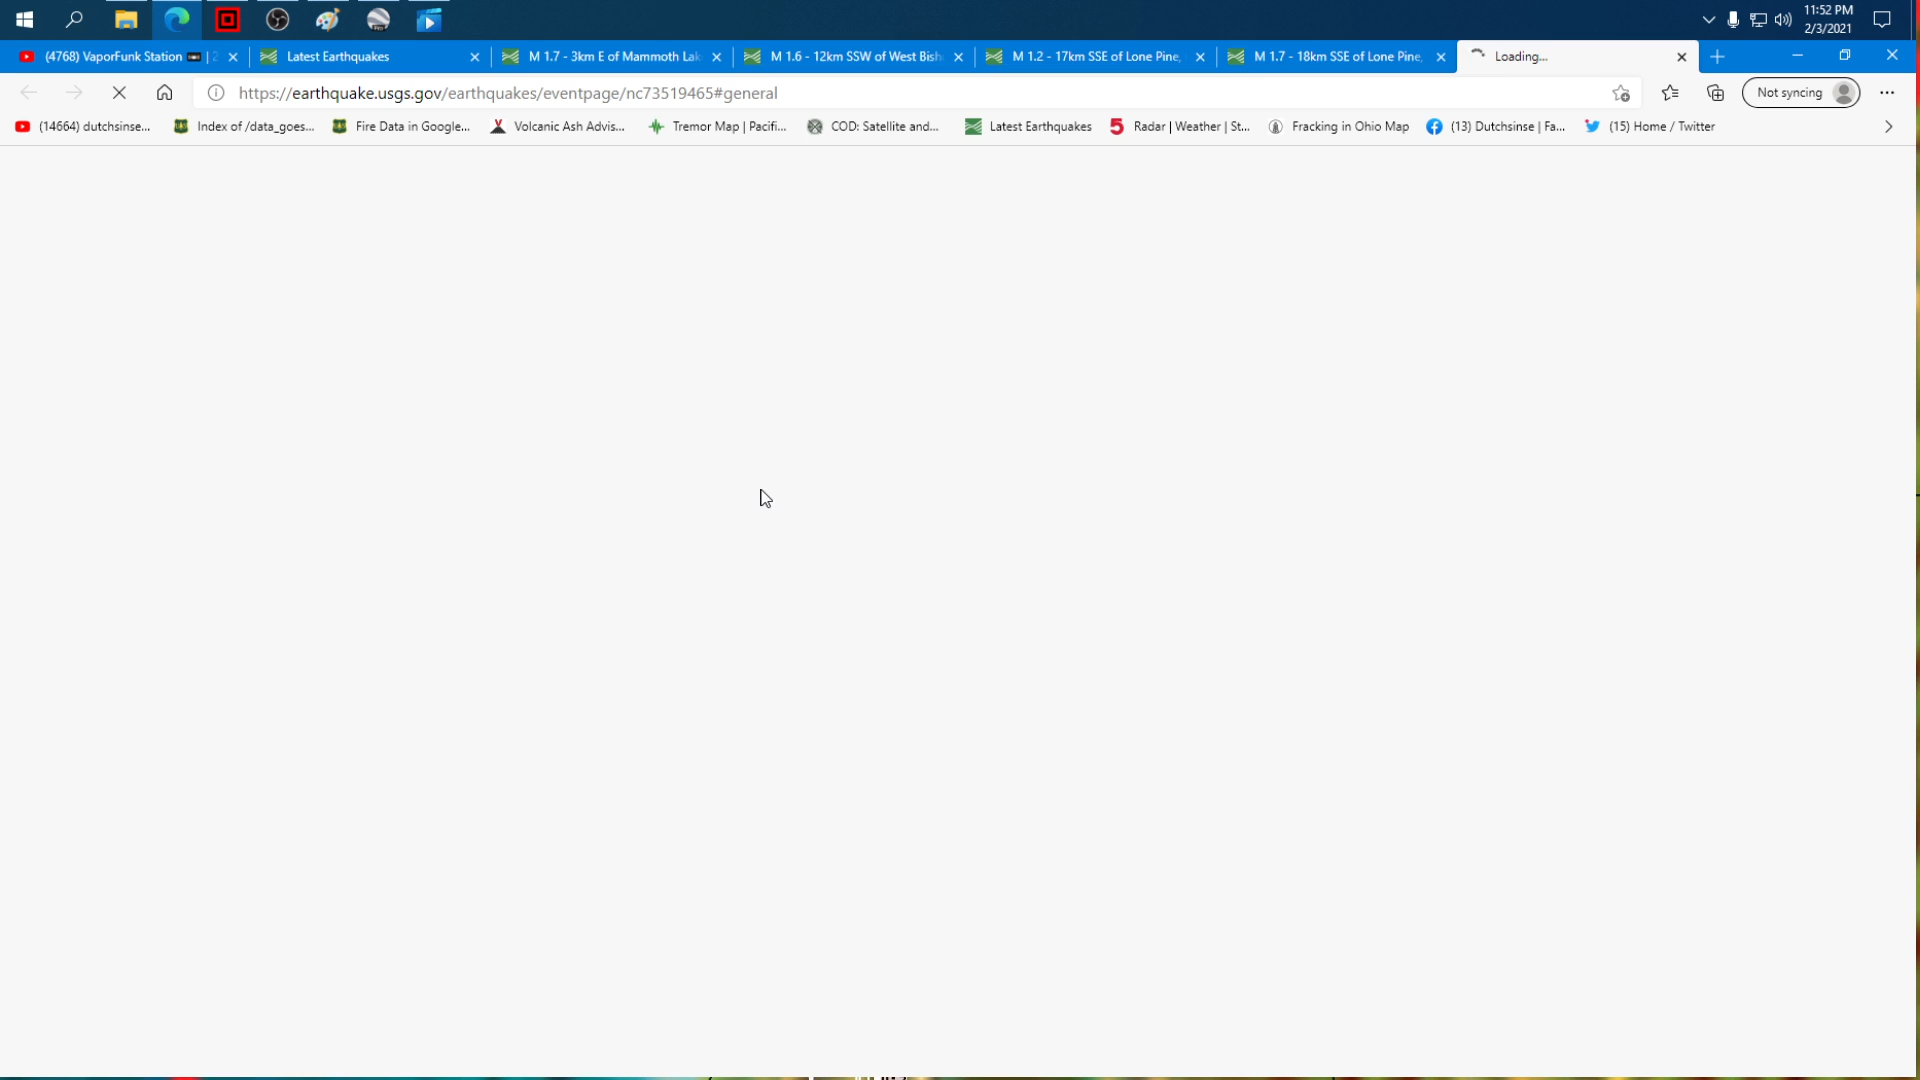 11:52 PM
2/3/2021
(4768) VaporFunk Station | 2
Latest Earthquakes
M 1.7 - 3km E of Mammoth Lak
M 1.6 - 12km SSW of West Bish
M 1.2 - 17km SSE of Lone Pine,
M 1.7 - 18km SSE of Lone Pine,
Loading...
https://earthquake.usgs.gov/earthquakes/eventpage/nc73519465#general
Not syncing
(14664) dutchsinse...
Index of /data_goes...
Fire Data in Google...
Volcanic Ash Advis...
Tremor Map | Pacifi...
COD: Satellite and...
Latest Earthquakes
5 Radar | Weather | St...
Fracking in Ohio Map
(13) Dutchsinse | Fa...
(15) Home / Twitter